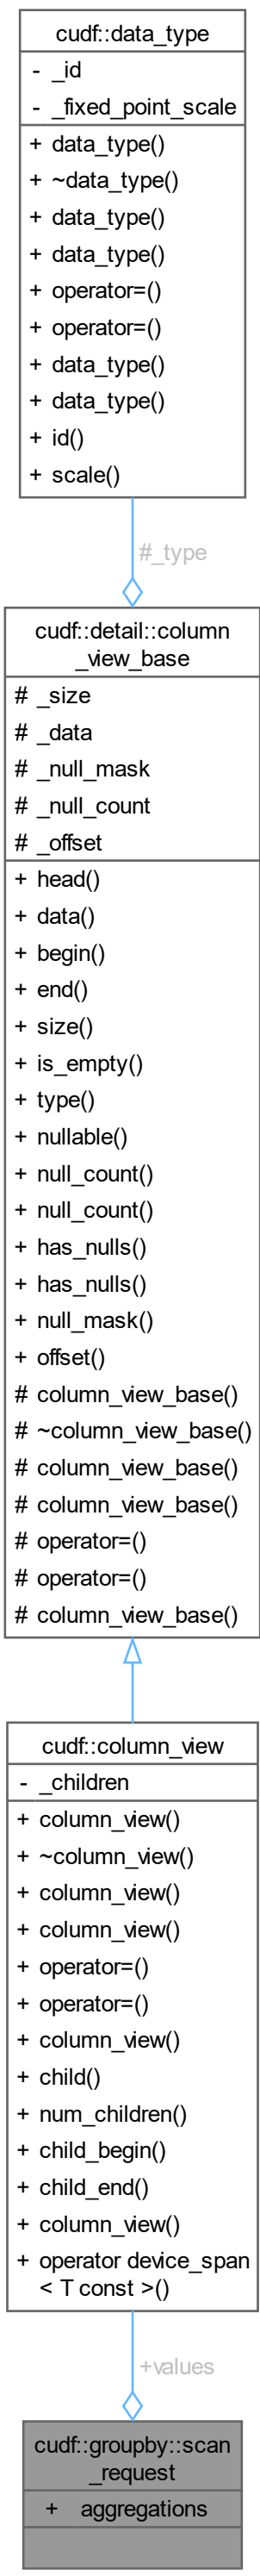 cudf::data_type
- _id
- _fixed_point_scale
+ data_type()
+ ~data_type()
+ data_type()
+ data_type()
+ operator=()
+ operator=()
+ data_type()
+ data_type()
+ id()
+ scale()
#_type
cudf::detail::column
_view_base
# _size
# _data
# _null_mask
# _null_count
# _offset
+ head()
+ data()
+ begin()
+ end()
+ size()
+ is_empty()
+ type()
+ nullable()
+ null_count()
+ null_count()
+ has_nulls()
+ has_nulls()
+ null_mask()
+ offset()
# column_view_base()
# ~column_view_base()
# column_view_base()
# column_view_base()
# operator=()
# operator=()
# column_view_base()
cudf::column_view
- _children
+ column_view()
+ ~column_view()
+ column_view()
+ column_view()
+ operator=()
+ operator=()
+ column_view()
+ child()
+ num_children()
+ child_begin()
+ child_end()
+ column_view()
+ operator device_span
< T const >()
+values
cudf::groupby::scan
_request
+ aggregations